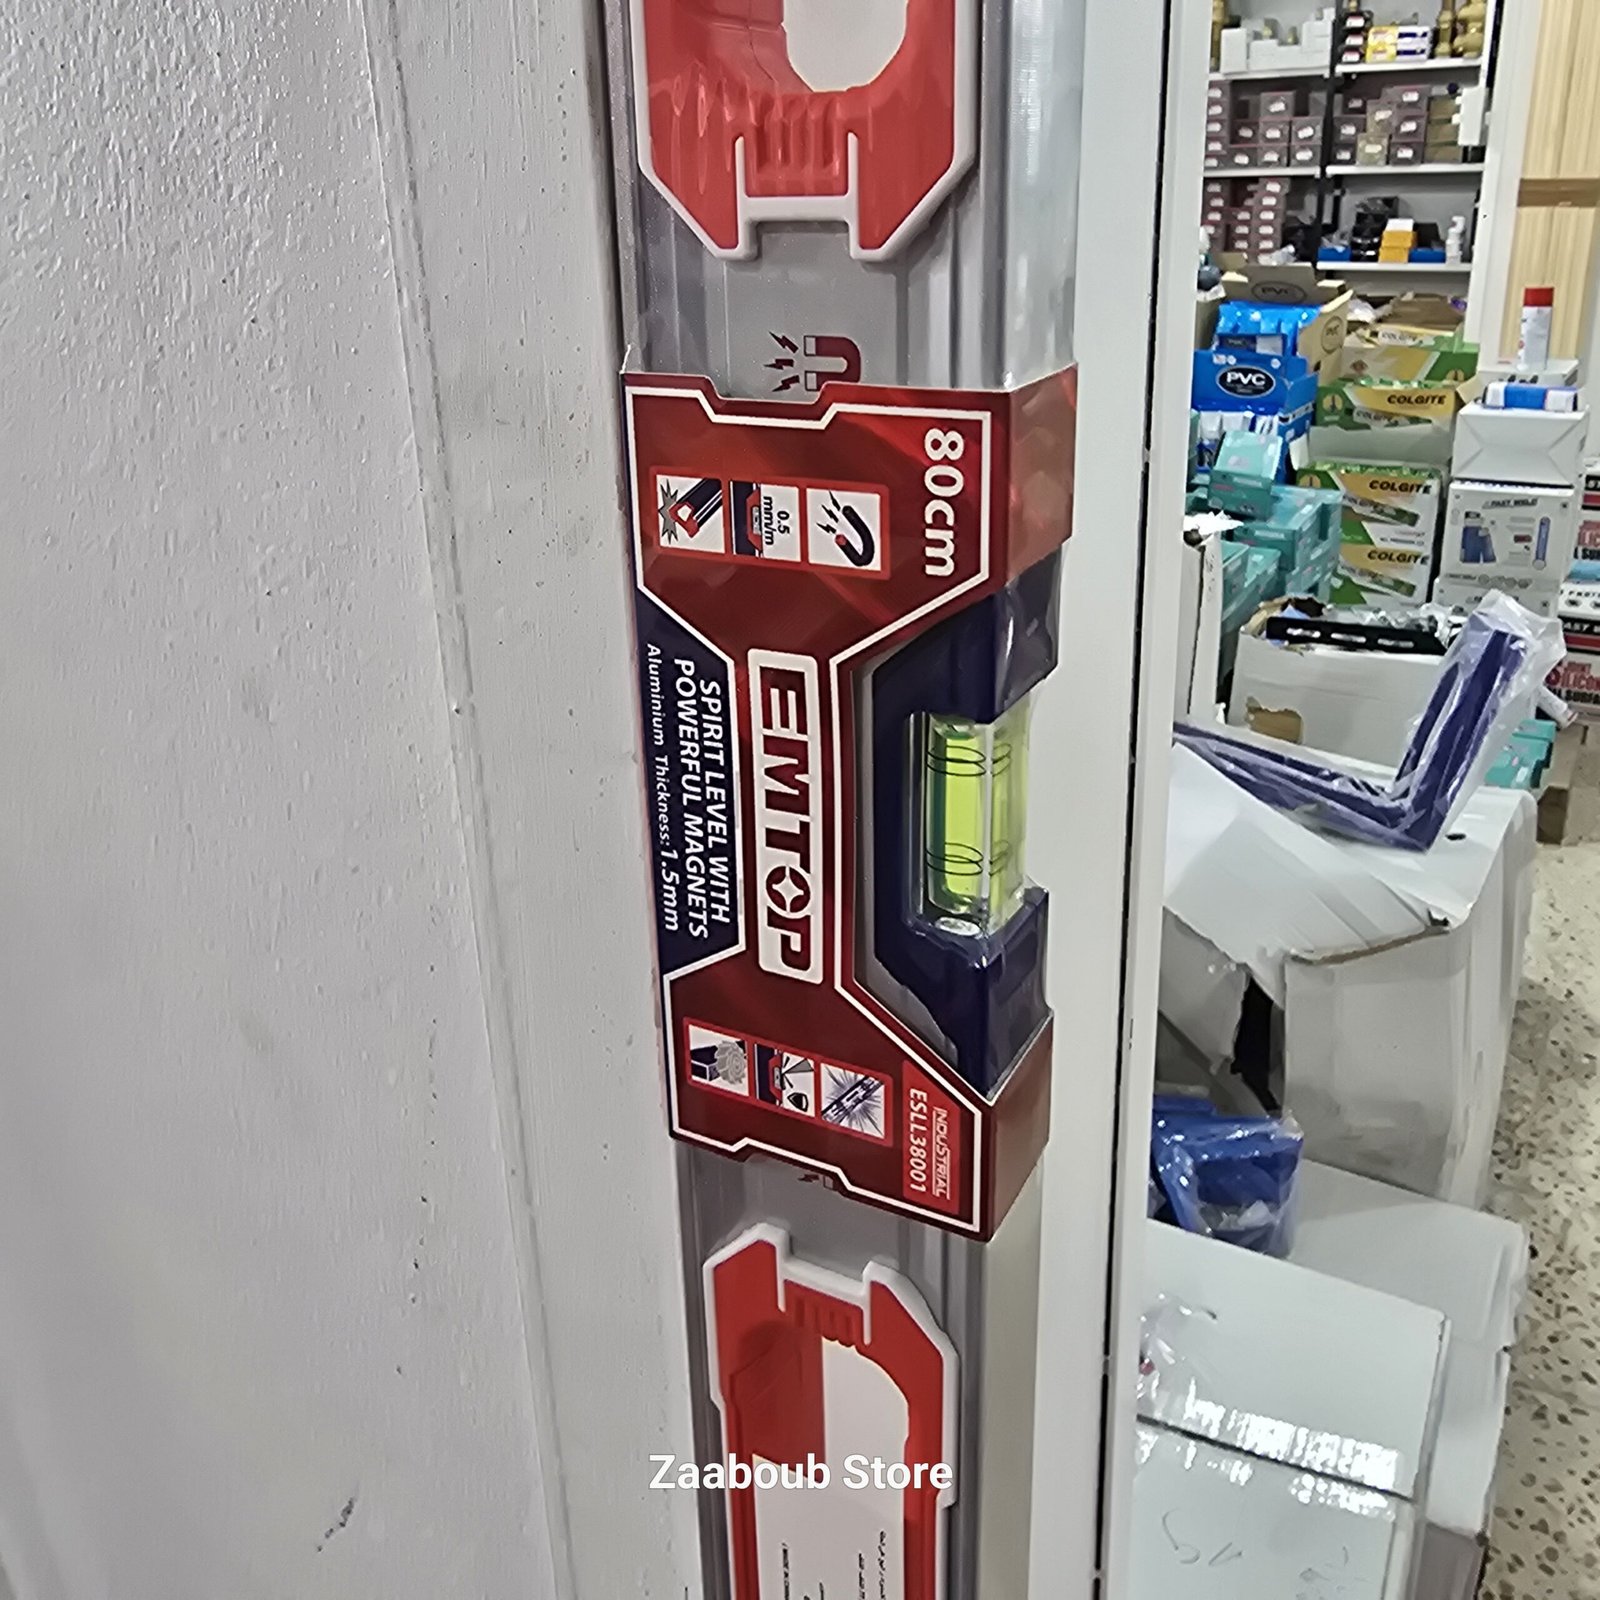 80cm
0.5
mm/m
EMTOP
SPIRIT LEVEL WITH
POWERFUL MAGNETS
Aluminium Thickness: 1.5mm
INDUSTRIAL
ESLL38001
Zaaboub Store
PVC
PVC
COLGITE
COLGITE
COLGITE